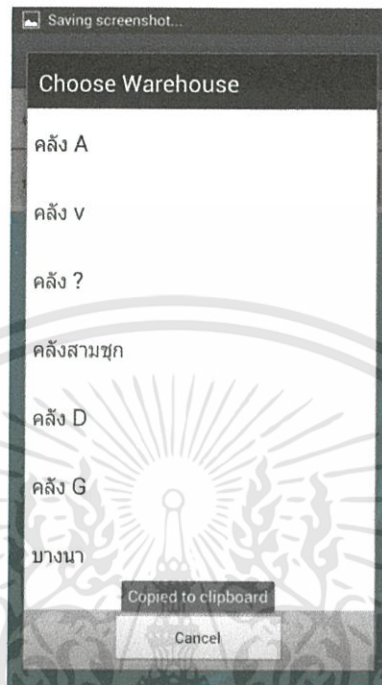 Saving screenshot...
Choose Warehouse
คลัง A
คลัง v
คลัง ?
คลังสามชุก
คลัง D
คลัง G
บางนา
Copied to clipboard
Cancel